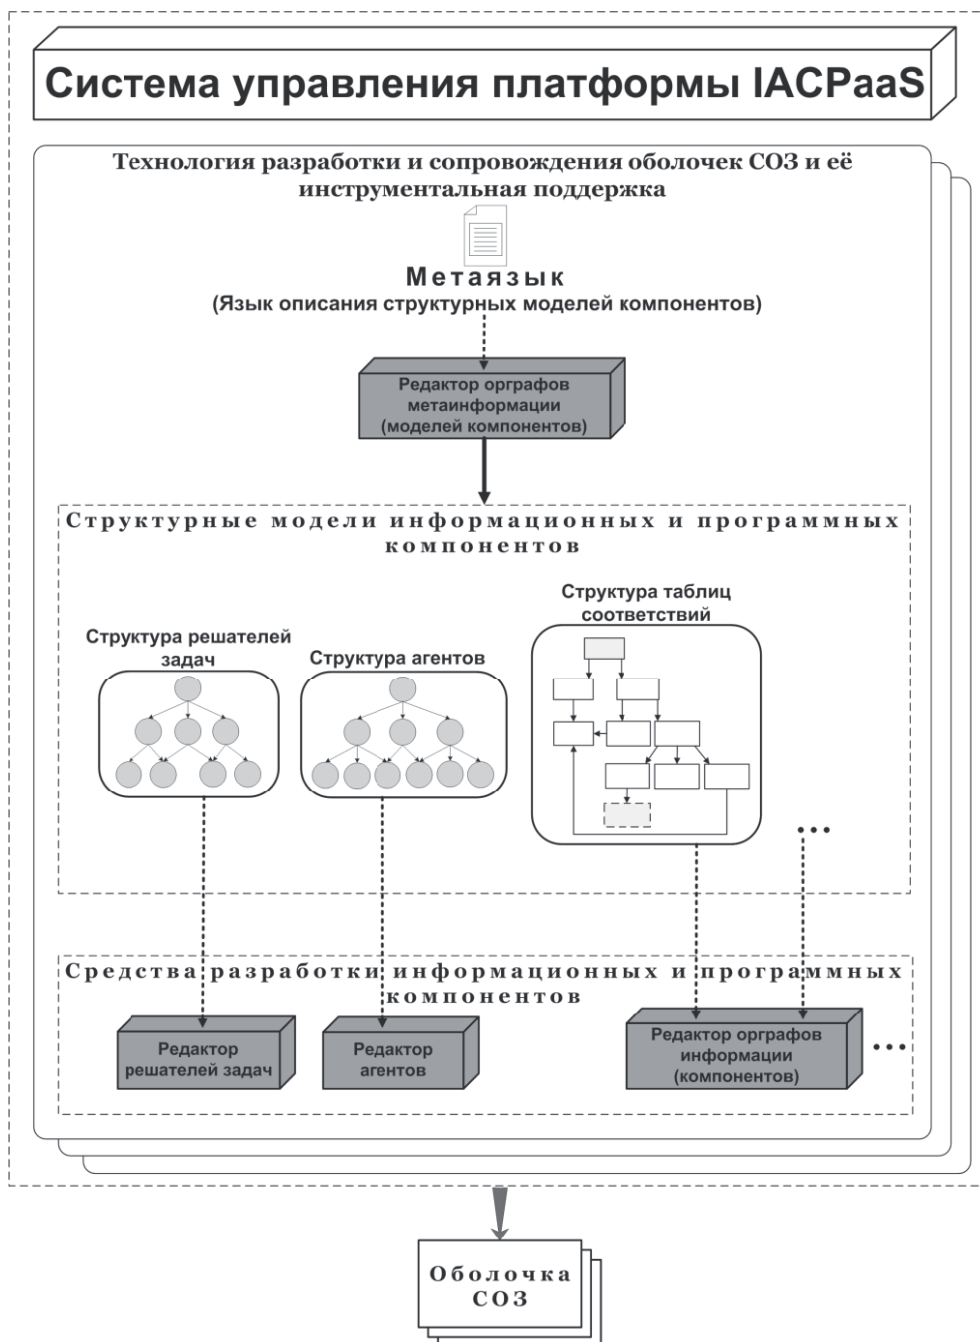 Система управления платформы IACPaaS
Технология разработки и сопровождения оболочек СОЗ и её
инструментальная поддержка
Метаязык
(Язык описания структурных моделей компонентов)
Редактор орграфов
метаинформации
(моделей компонентов)
Структурные модели информационных и программных
компонентов
Структура решателей
задач
Структура агентов
Структура таблиц
соответствий
...
Средства разработки информационных и программных
компонентов
Редактор
решателей задач
Редактор
агентов
Редактор орграфов
информации
(компонентов)
...
Оболочка
СОЗ